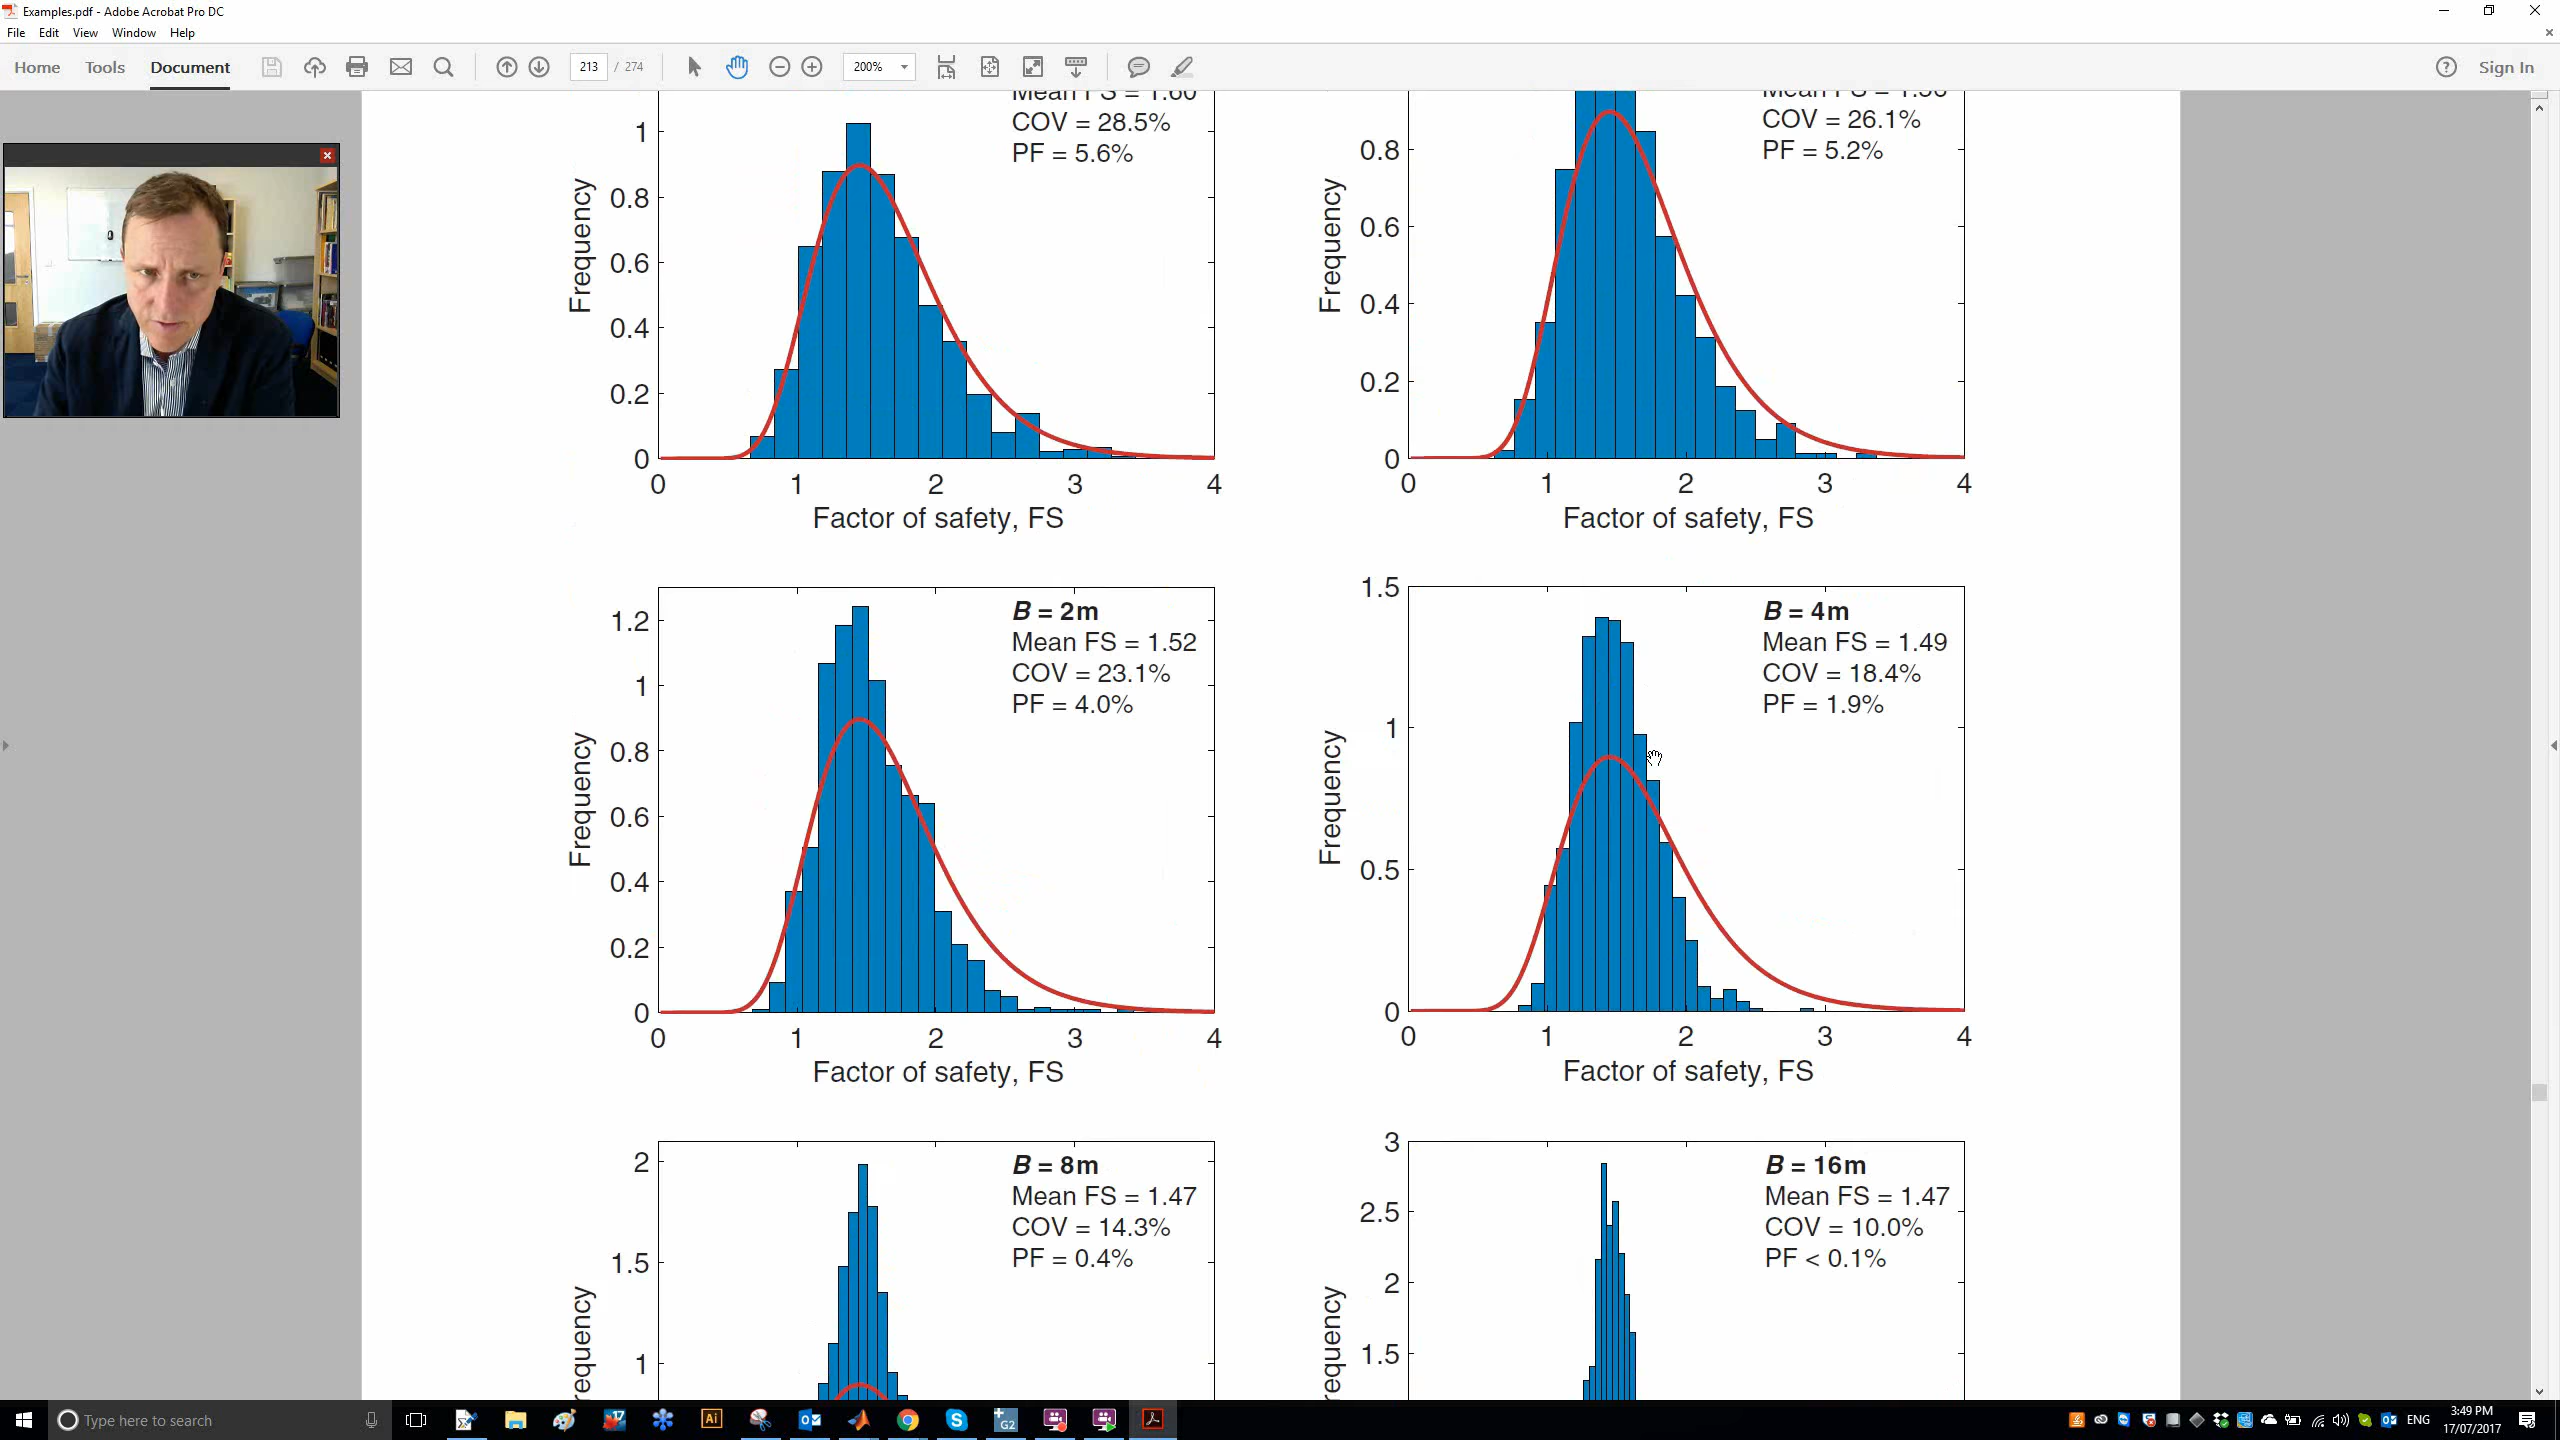 Examples.pdf - Adobe Acrobat Pro DC
File Edit View Window Help
Home Tools Document 213 / 274 200% Sign In
Mean FS = 1.60
COV = 28.5%
PF = 5.6%
1
0.8
0.6
0.4
0.2
0
Frequency
0 1 2 3 4
Factor of safety, FS
COV = 26.1%
PF = 5.2%
0.8
0.6
0.4
0.2
0
Frequency
0 1 2 3 4
Factor of safety, FS
B = 2m
Mean FS = 1.52
COV = 23.1%
PF = 4.0%
1.2
1
0.8
0.6
0.4
0.2
0
Frequency
0 1 2 3 4
Factor of safety, FS
B = 4m
Mean FS = 1.49
COV = 18.4%
PF = 1.9%
1.5
1
0.5
0
Frequency
0 1 2 3 4
Factor of safety, FS
B = 8m
Mean FS = 1.47
COV = 14.3%
PF = 0.4%
2
1.5
1
requency
B = 16m
Mean FS = 1.47
COV = 10.0%
PF < 0.1%
3
2.5
2
1.5
requency
Type here to search
17
Ai
G2
ENG
3:49 PM
17/07/2017